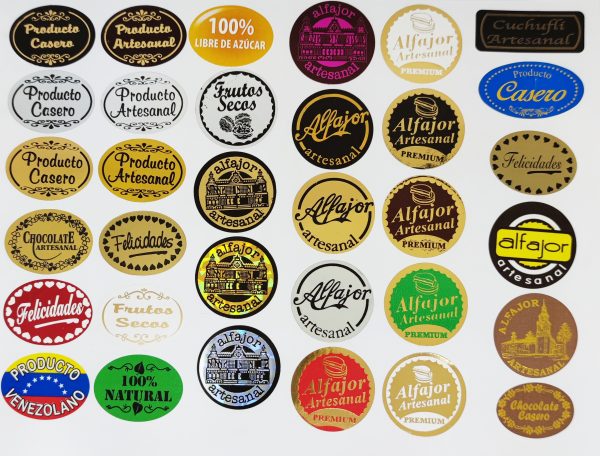 Producto
Casero
Producto
Artesanal
100%
LIBRE DE AZÚCAR
alfajor
artesanal
Alfajor
Artesanal
PREMIUM
Cuchuflí
Artesanal
Producto
Casero
Producto
Artesanal
Frutos
Secos
Alfajor
artesanal
Alfajor
Artesanal
PREMIUM
Producto
Casero
Producto
Casero
Producto
Artesanal
alfajor
artesanal
Alfajor
artesanal
Alfajor
Artesanal
PREMIUM
Felicidades
CHOCOLATE
ARTESANAL
Felicidades
alfajor
artesanal
Alfajor
artesanal
Alfajor
Artesanal
PREMIUM
alfajor
artesanal
Felicidades
Frutos
Secos
alfajor
artesanal
Alfajor
Artesanal
PREMIUM
Alfajor
Artesanal
PREMIUM
ALFAJOR
ARTESANAL
PRODUCTO
VENEZOLANO
100%
NATURAL
Chocolate
Casero